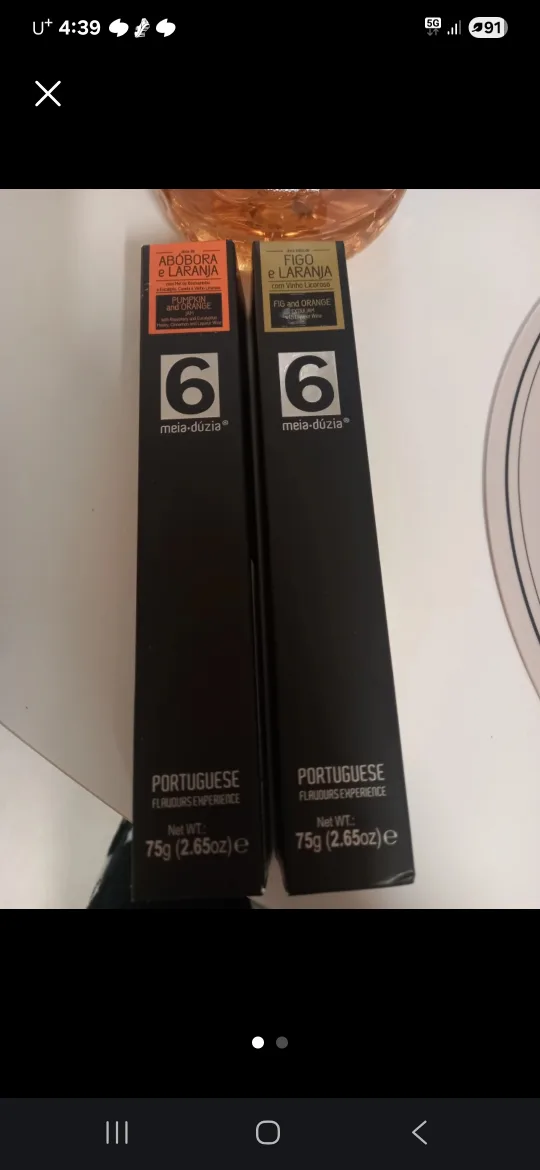 U+ 4:39
5G
91
ABÓBORA
e LARANJA
PUMPKIN
and ORANGE
JAM
6
meia-dúzia®
PORTUGUESE
FLAVOURS EXPERIENCE
Net WT.:
75g (2.65oz) e
FIGO
e LARANJA
com Vinho Licoroso
FIG and ORANGE
6
meia-dúzia®
PORTUGUESE
FLAVOURS EXPERIENCE
Net WT.:
75g (2.65oz) e